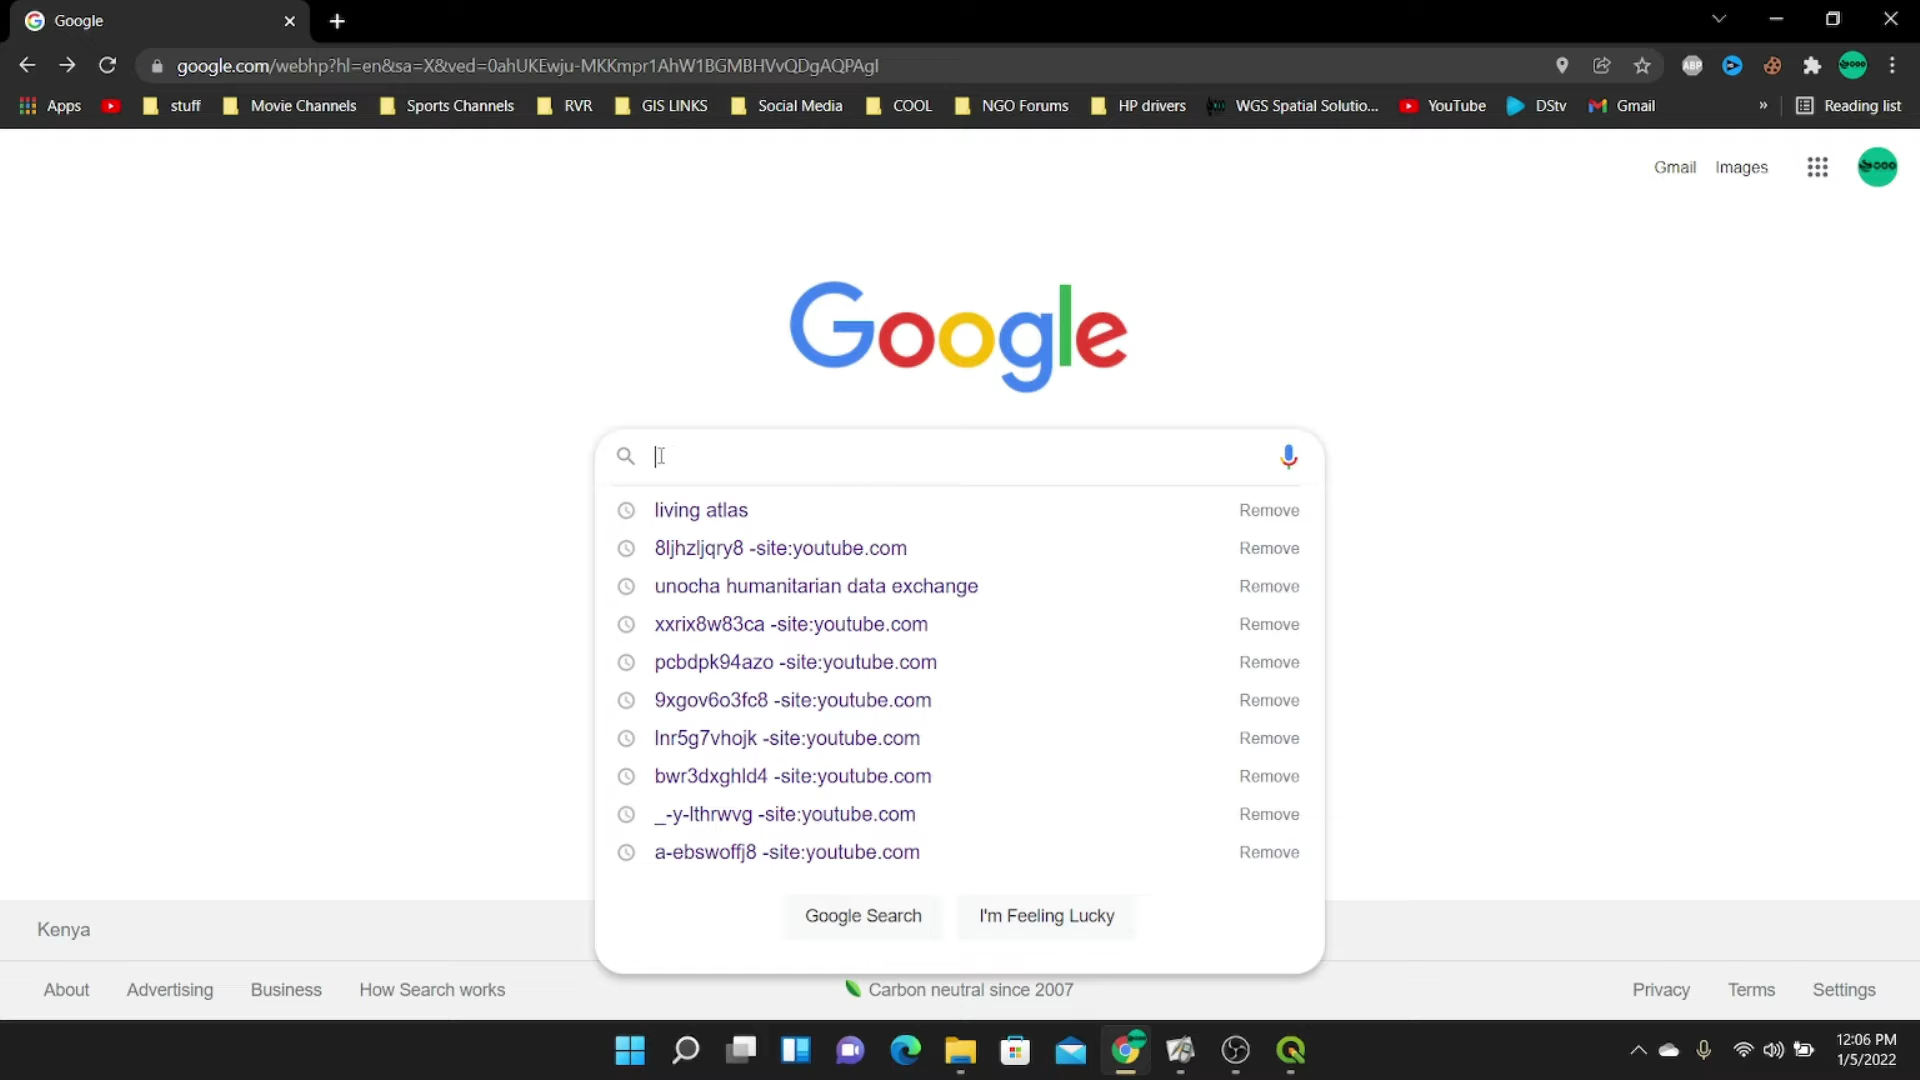 Google
google.com/webhp?hl=en&sa=X&ved=0ahUKEwju-MKKmpr1AhW1BGMBHVvQDgAQPAgI
ABP
Apps stuff Movie Channels Sports Channels RVR GIS LINKS Social Media COOL NGO Forums HP drivers WGS Spatial Solutio... YouTube DStv Gmail » Reading list
Gmail Images
Google
living atlas Remove
8ljhzljqry8 -site:youtube.com Remove
unocha humanitarian data exchange Remove
xxrix8w83ca -site:youtube.com Remove
pcbdpk94azo -site:youtube.com Remove
9xgov6o3fc8 -site:youtube.com Remove
lnr5g7vhojk -site:youtube.com Remove
bwr3dxghld4 -site:youtube.com Remove
_-y-lthrwvg -site:youtube.com Remove
a-ebswoffj8 -site:youtube.com Remove
Google Search I'm Feeling Lucky
Kenya
About Advertising Business How Search works Carbon neutral since 2007 Privacy Terms Settings
12:06 PM
1/5/2022